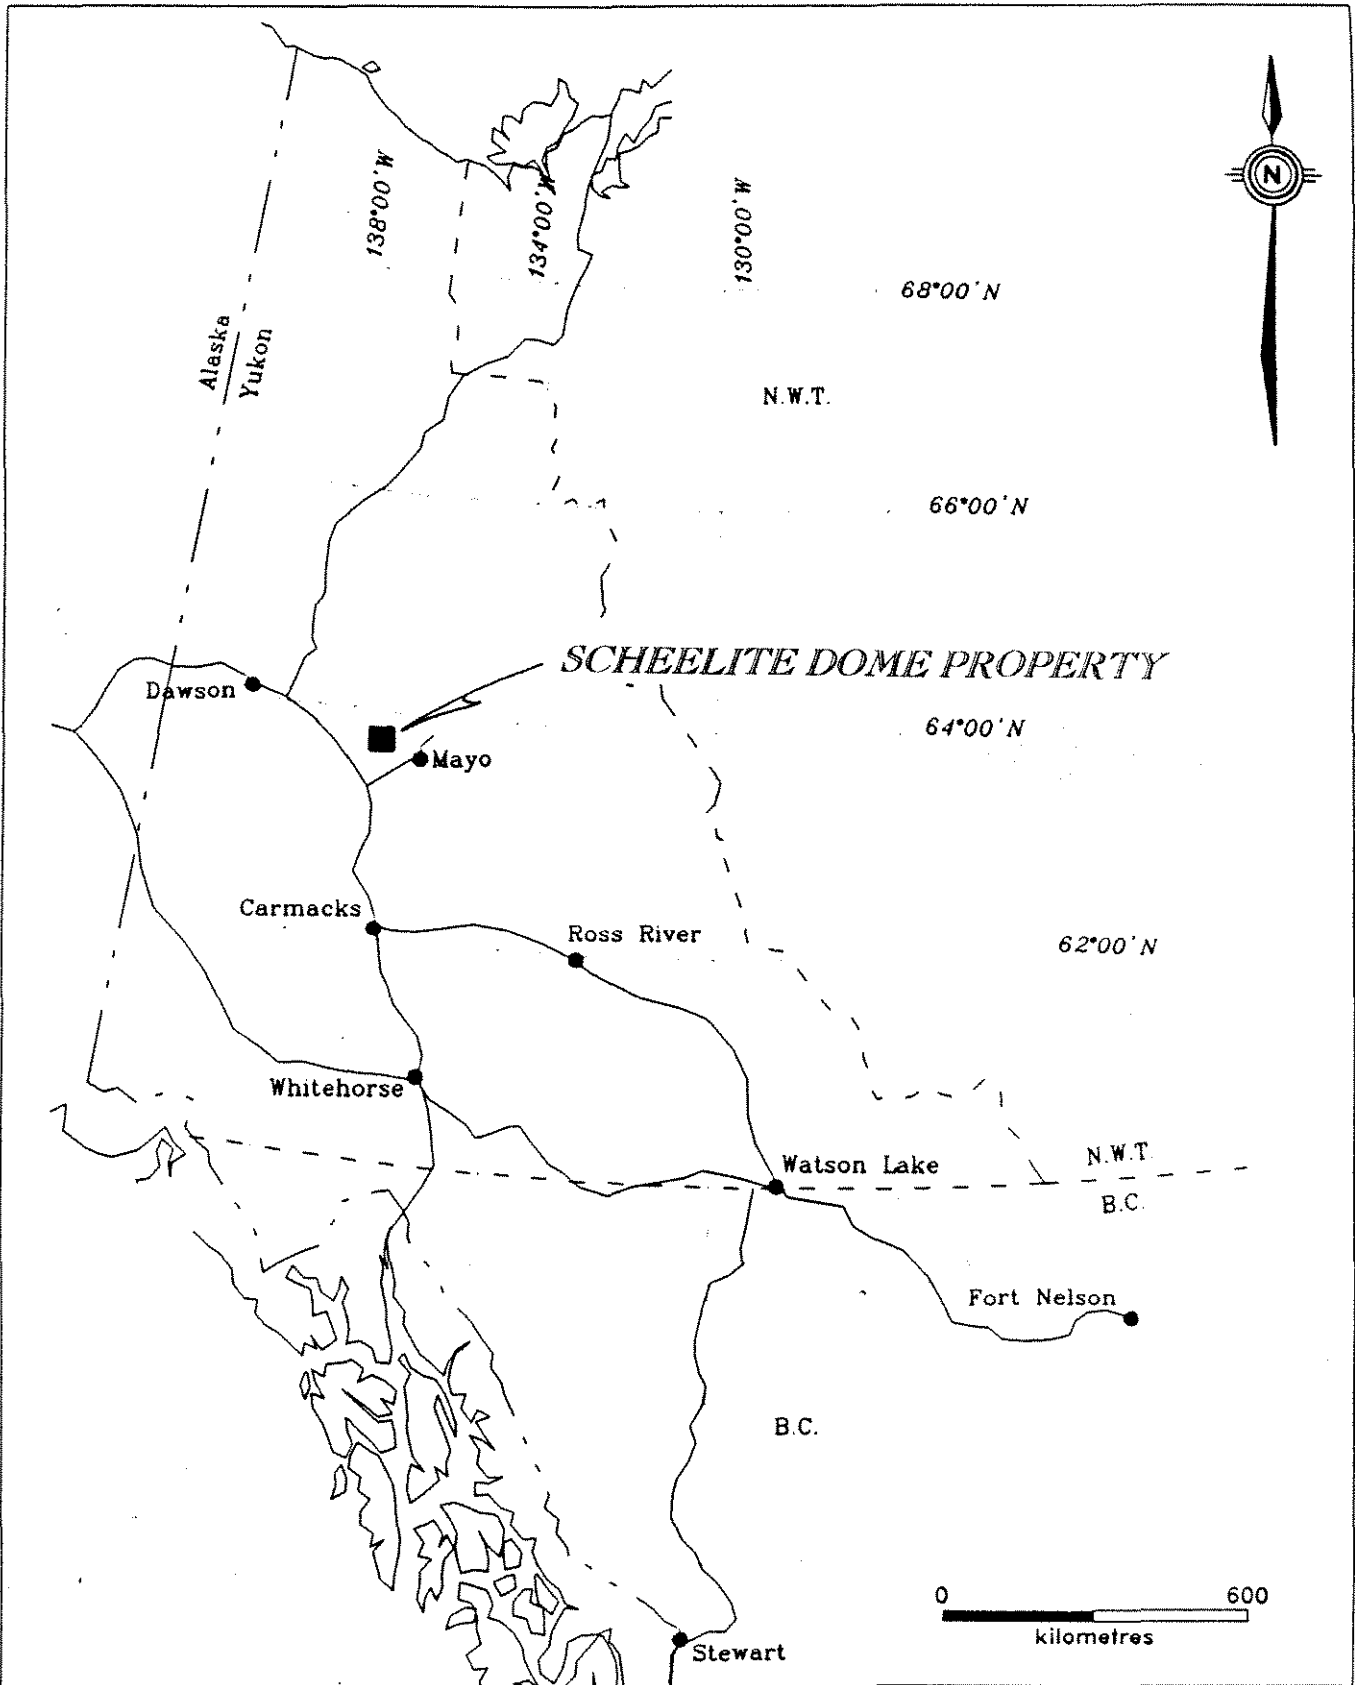 N
138°00'W
134°00'W
130°00'W
68°00'N
Alaska
Yukon
N.W.T.
66°00'N
SCHEELITE DOME PROPERTY
Dawson
64°00'N
Mayo
Carmacks
Ross River
62°00'N
Whitehorse
Watson Lake
N.W.T.
B.C.
Fort Nelson
B.C.
0 600
kilometres
Stewart